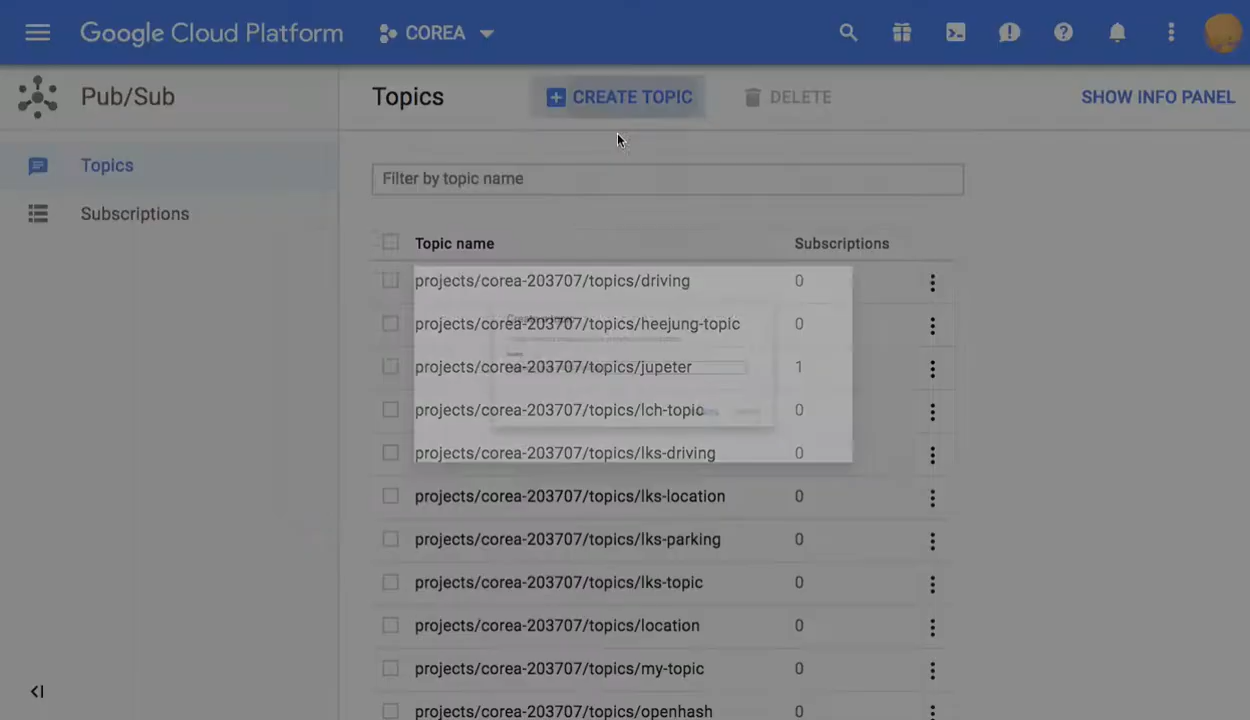 Google Cloud Platform
COREA
Pub/Sub
Topics
CREATE TOPIC
DELETE
SHOW INFO PANEL
Topics
Subscriptions
Filter by topic name
Topic name Subscriptions
projects/corea-203707/topics/driving 0
projects/corea-203707/topics/heejung-topic 0
projects/corea-203707/topics/jupeter 1
projects/corea-203707/topics/lch-topic 0
projects/corea-203707/topics/lks-driving 0
projects/corea-203707/topics/lks-location 0
projects/corea-203707/topics/lks-parking 0
projects/corea-203707/topics/lks-topic 0
projects/corea-203707/topics/location 0
projects/corea-203707/topics/my-topic 0
projects/corea-203707/topics/openhash 0